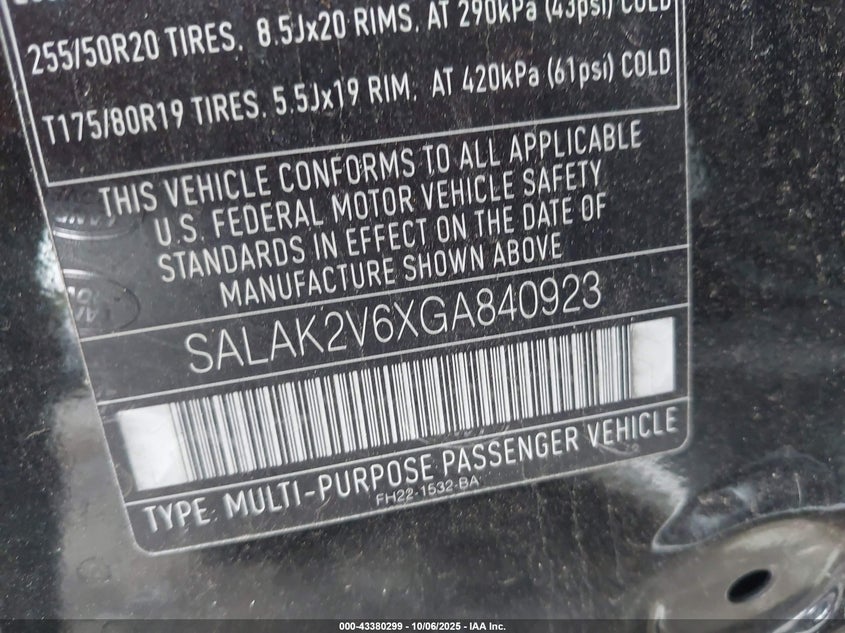 255/50R20 TIRES. 8.5Jx20 RIMS. AT 290kPa (43psi) COLD
T175/80R19 TIRES. 5.5Jx19 RIM. AT 420kPa (61psi) COLD
THIS VEHICLE CONFORMS TO ALL APPLICABLE
U.S. FEDERAL MOTOR VEHICLE SAFETY
STANDARDS IN EFFECT ON THE DATE OF
MANUFACTURE SHOWN ABOVE
SALAK2V6XGA840923
TYPE: MULTI-PURPOSE PASSENGER VEHICLE
FH22-1532-BA
000-43380299 - 10/06/2025 - IAA Inc.